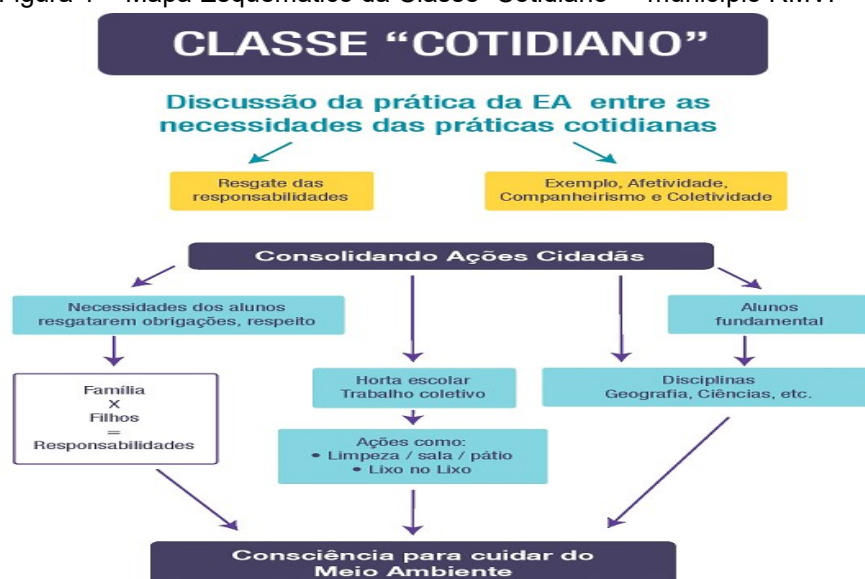 CLASSE “COTIDIANO”
Discussão da prática da EA entre as
necessidades das práticas cotidianas
Resgate das
responsabilidades
Exemplo, Afetividade,
Companheirismo e Coletividade
Consolidando Ações Cidadãs
Necessidades dos alunos
resgatarem obrigações, respeito
Alunos
fundamental
Família
X
Filhos
=
Responsabilidades
Horta escolar
Trabalho coletivo
Disciplinas
Geografia, Ciências, etc.
Ações como:
• Limpeza / sala / pátio
• Lixo no Lixo
Consciência para cuidar do
Meio Ambiente